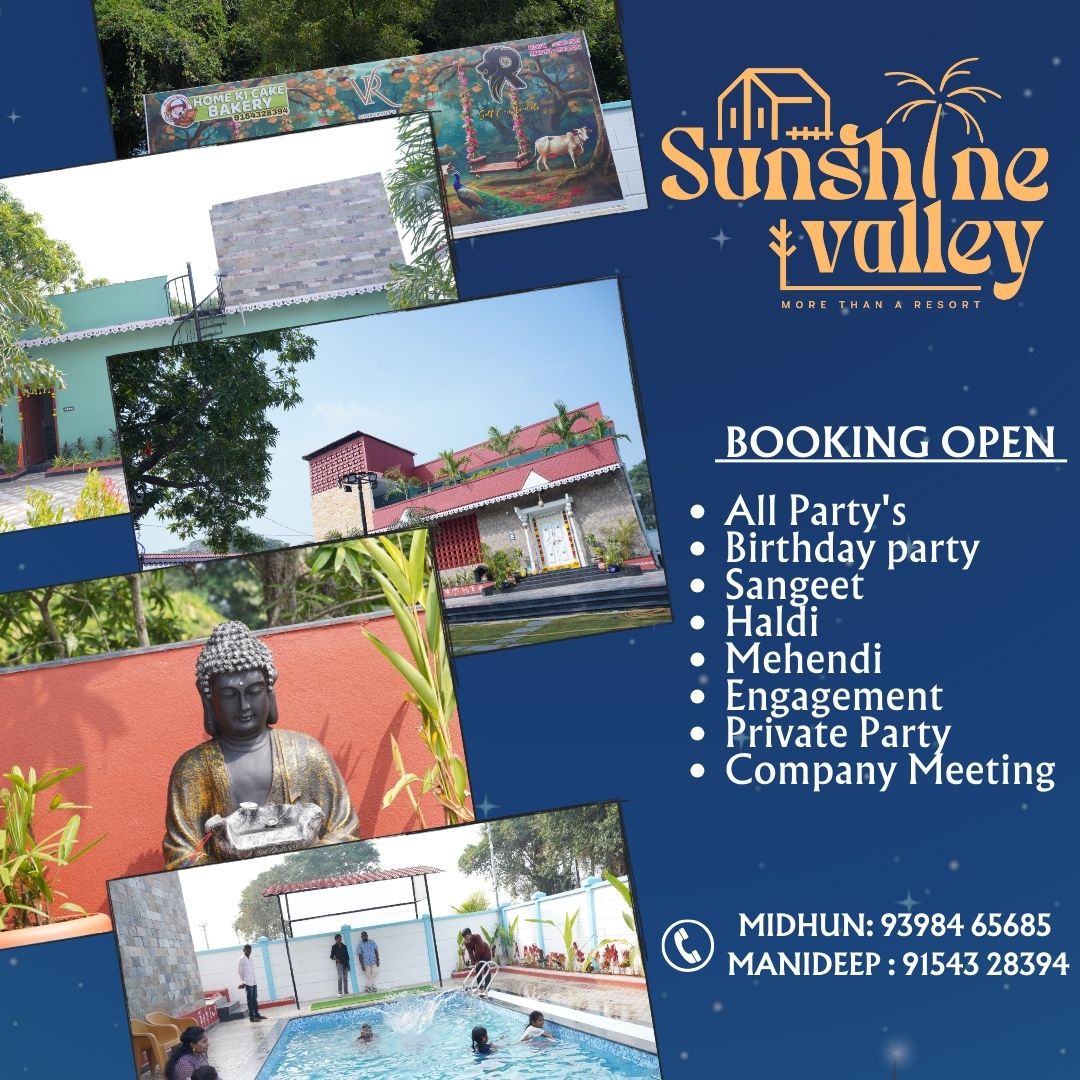 HOME KI CAKE
BAKERY
9154328394
VR
R
Sunshine
valley
MORE THAN A RESORT
BOOKING OPEN
• All Party's
• Birthday party
• Sangeet
• Haldi
• Mehendi
• Engagement
• Private Party
• Company Meeting
MIDHUN: 93984 65685
MANIDEEP : 91543 28394